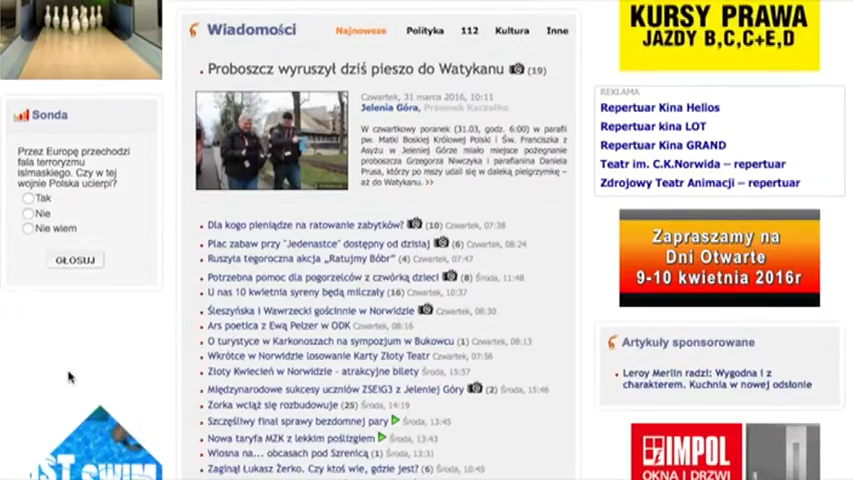 Wiadomości
Najnowsze Polityka 112 Kultura Inne
Proboszcz wyruszył dziś pieszo do Watykanu (19)
Czwartek, 31 marca 2016, 10:11
Jelenia Góra, Przemek Kaczałko
W czwartkowy poranek (31.03, godz. 6:00) w parafii
pw. Matki Boskiej Królowej Polski i Św. Franciszka z
Asyżu w Jeleniej Górze miało miejsce pożegnanie
proboszcza Grzegorza Niwczyka i parafianina Daniela
Prusa, którzy po mszy udali się w daleką pielgrzymkę –
aż do Watykanu. >>
Dla kogo pieniądze na ratowanie zabytków? (10) Czwartek, 07:38
Plac zabaw przy "Jedenastce" dostępny od dzisiaj (6) Czwartek, 08:24
Ruszyła tegoroczna akcja „Ratujmy Bóbr” (4) Czwartek, 07:47
Potrzebna pomoc dla pogorzelców z czwórką dzieci (8) Środa, 11:48
U nas 10 kwietnia syreny będą milczały (16) Czwartek, 10:37
Śleszyńska i Wawrzecki gościnnie w Norwidzie Czwartek, 08:30
Ars poetica z Ewą Pelzer w ODK Czwartek, 08:16
O turystyce w Karkonoszach na sympozjum w Bukowcu (1) Czwartek, 08:13
Wkrótce w Norwidzie losowanie Karty Złoty Teatr Czwartek, 07:56
Złoty Kwiecień w Norwidzie – atrakcyjne bilety Środa, 15:57
Międzynarodowe sukcesy uczniów ZSEiG3 z Jeleniej Góry (2) Środa, 15:46
Zorka wciąż się rozbudowuje (25) Środa, 14:19
Szczęśliwy finał sprawy bezdomnej pary Środa, 13:45
Nowa taryfa MZK z lekkim poślizgiem Środa, 13:43
Wiosna na... obcasach pod Szrenicą (1) Środa, 13:31
Zaginął Łukasz Żerko. Czy ktoś wie, gdzie jest? (6) Środa, 10:45
Sonda
Przez Europę przechodzi
fala terroryzmu
islmaskiego. Czy w tej
wojnie Polska ucierpi?
Tak
Nie
Nie wiem
GŁOSUJ
KURSY PRAWA
JAZDY B,C,C+E,D
REKLAMA
Repertuar Kina Helios
Repertuar kina LOT
Repertuar Kina GRAND
Teatr im. C.K.Norwida – repertuar
Zdrojowy Teatr Animacji – repertuar
Zapraszamy na
Dni Otwarte
9-10 kwietnia 2016r
Artykuły sponsorowane
Leroy Merlin radzi: Wygodna i z
charakterem. Kuchnia w nowej odsłonie
IMPOL
OKNA I DRZWI